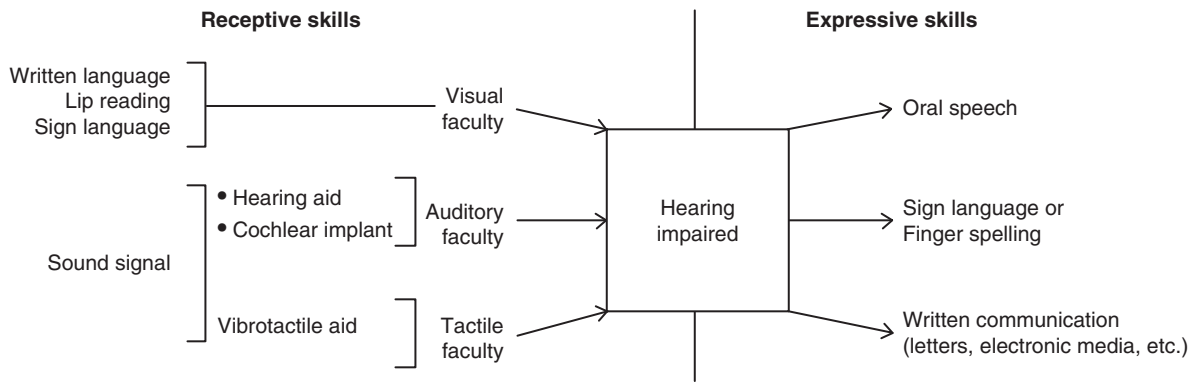 Receptive skills
Expressive skills
Written language
Lip reading
Sign language
Visual
faculty
Oral speech
Sound signal
• Hearing aid
• Cochlear implant
Auditory
faculty
Hearing
impaired
Sign language or
Finger spelling
Vibrotactile aid
Tactile
faculty
Written communication
(letters, electronic media, etc.)